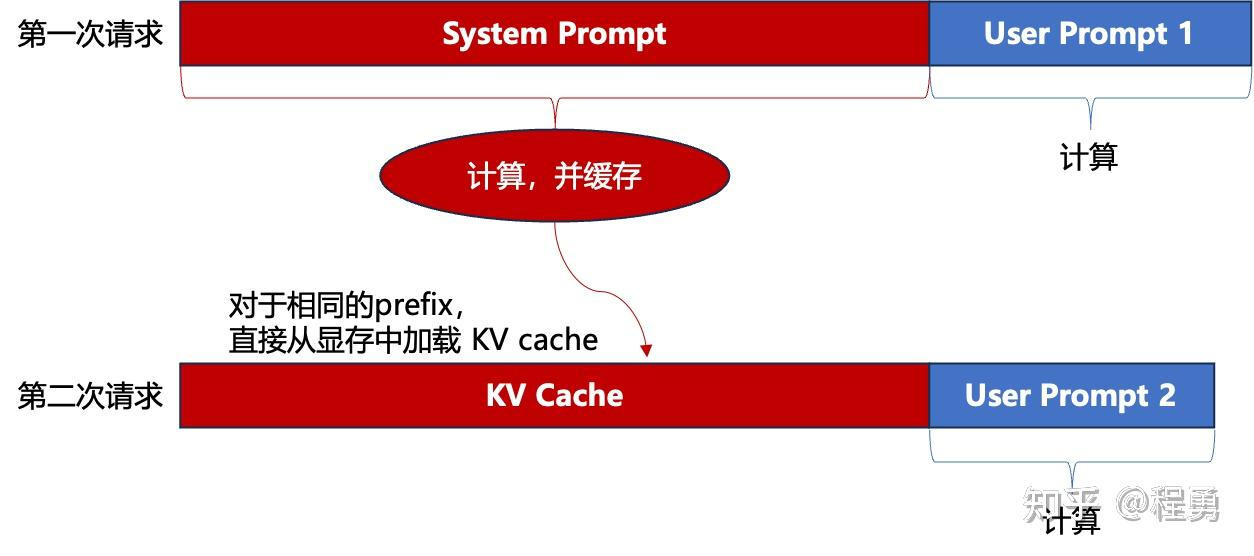 第一次请求
System Prompt
User Prompt 1
计算，并缓存
计算
对于相同的prefix，
直接从显存中加载 KV cache
第二次请求
KV Cache
User Prompt 2
计算
知乎 @程勇